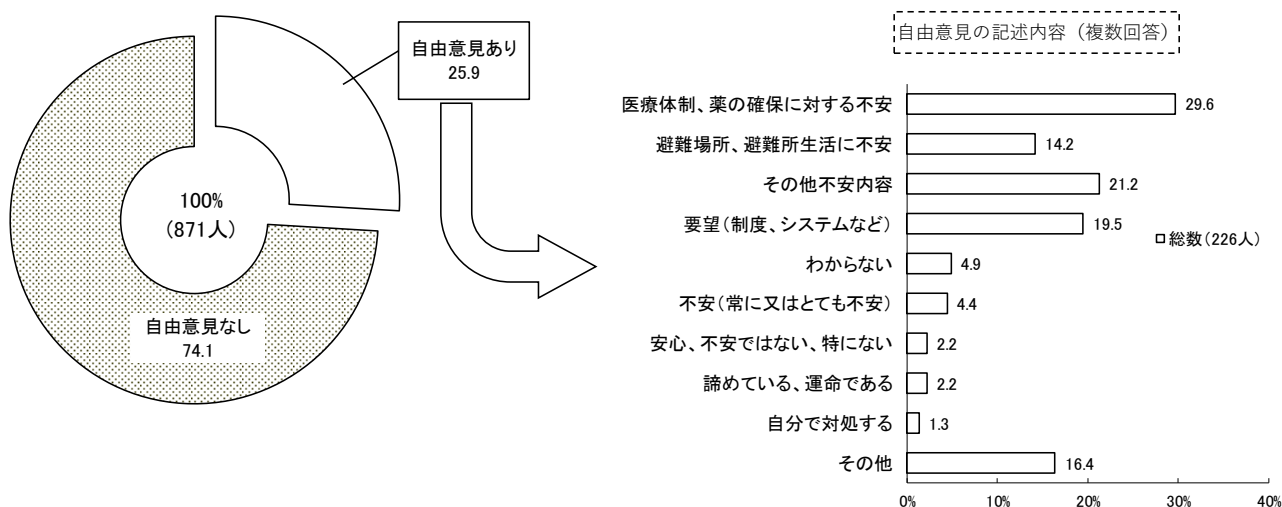 自由意見あり
25.9
100%
(871人)
自由意見なし
74.1
自由意見の記述内容(複数回答)
医療体制、薬の確保に対する不安 29.6
避難場所、避難所生活に不安 14.2
その他不安内容 21.2
要望(制度、システムなど) 19.5
わからない 4.9
不安(常に又はとても不安) 4.4
安心、不安ではない、特にない 2.2
諦めている、運命である 2.2
自分で対処する 1.3
その他 16.4
総数(226人)
0% 10% 20% 30% 40%